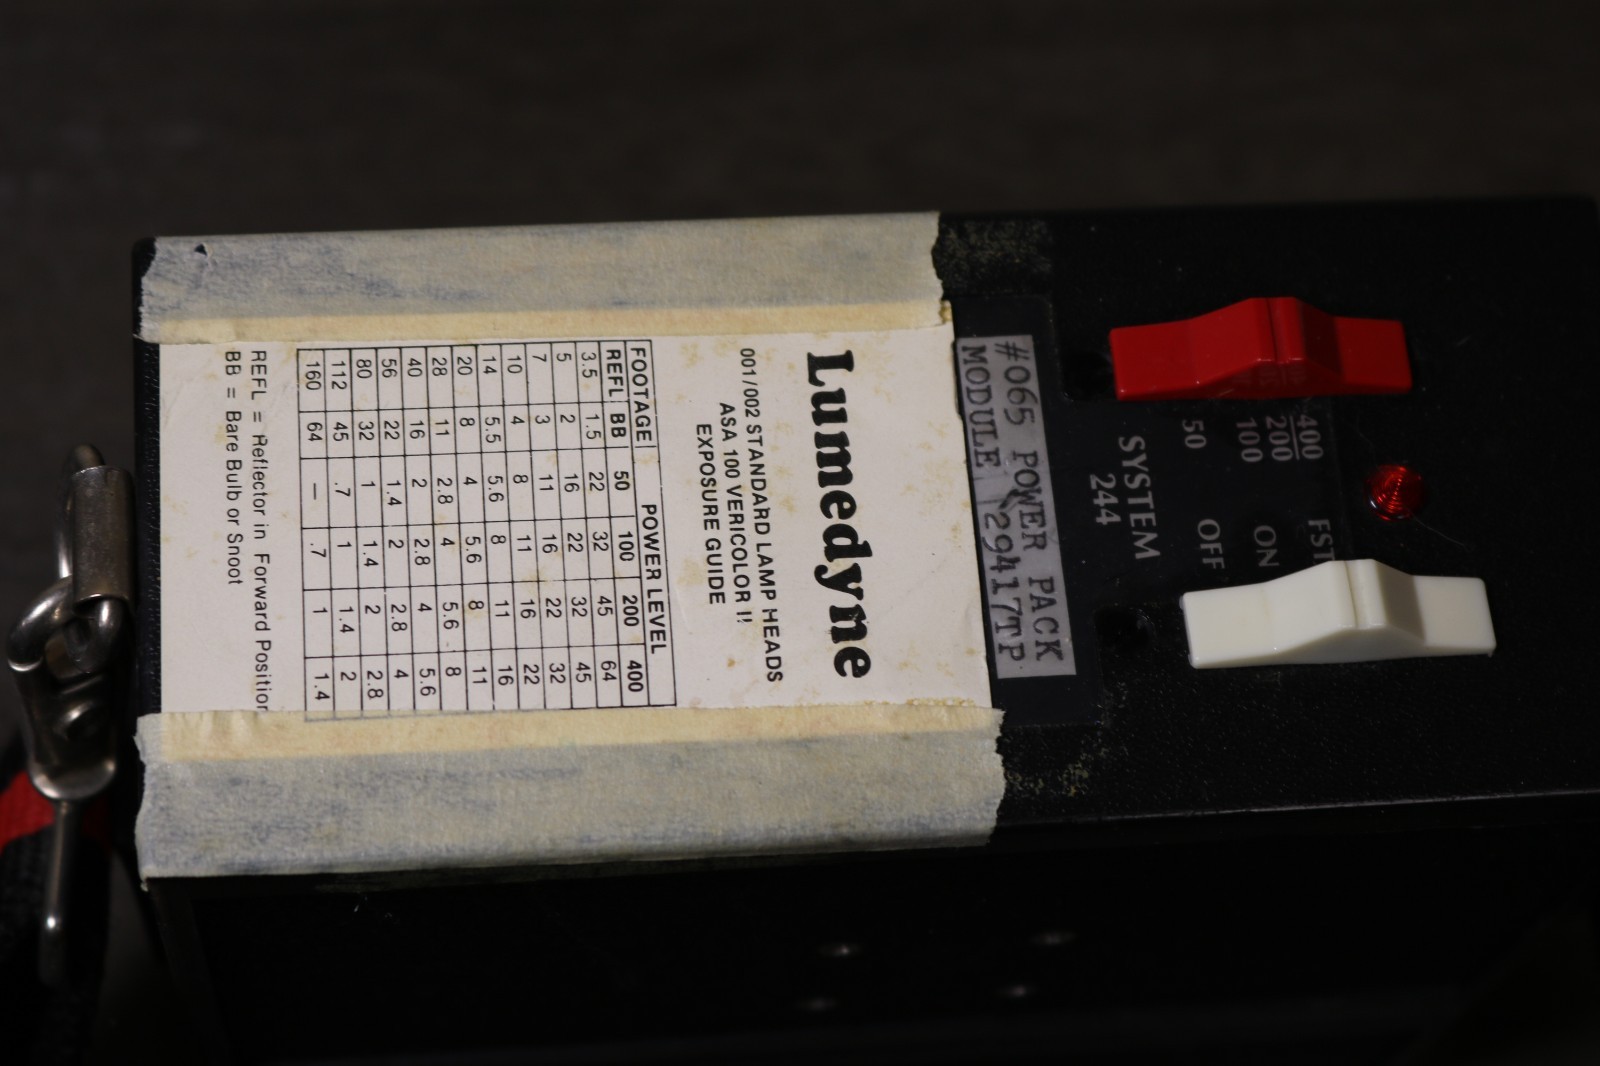 400 FST
200
100 ON
50 OFF
SYSTEM
244
#065 POWER PACK
MODULE 29417TP
Lumedyne
001/002 STANDARD LAMP HEADS
ASA 100 VERICOLOR II
EXPOSURE GUIDE
FOOTAGE POWER LEVEL
REFL BB 50 100 200 400
3.5 1.5 22 32 45 64
5 2 16 22 32 45
7 3 11 16 22 32
10 4 8 11 16 22
14 5.5 5.6 8 11 16
20 8 4 5.6 8 11
28 11 2.8 4 5.6 8
40 16 2 2.8 4 5.6
56 22 1.4 2 2.8 4
80 32 1 1.4 2 2.8
112 45 .7 1 1.4 2
160 64 — .7 1 1.4
REFL = Reflector in Forward Position
BB = Bare Bulb or Snoot